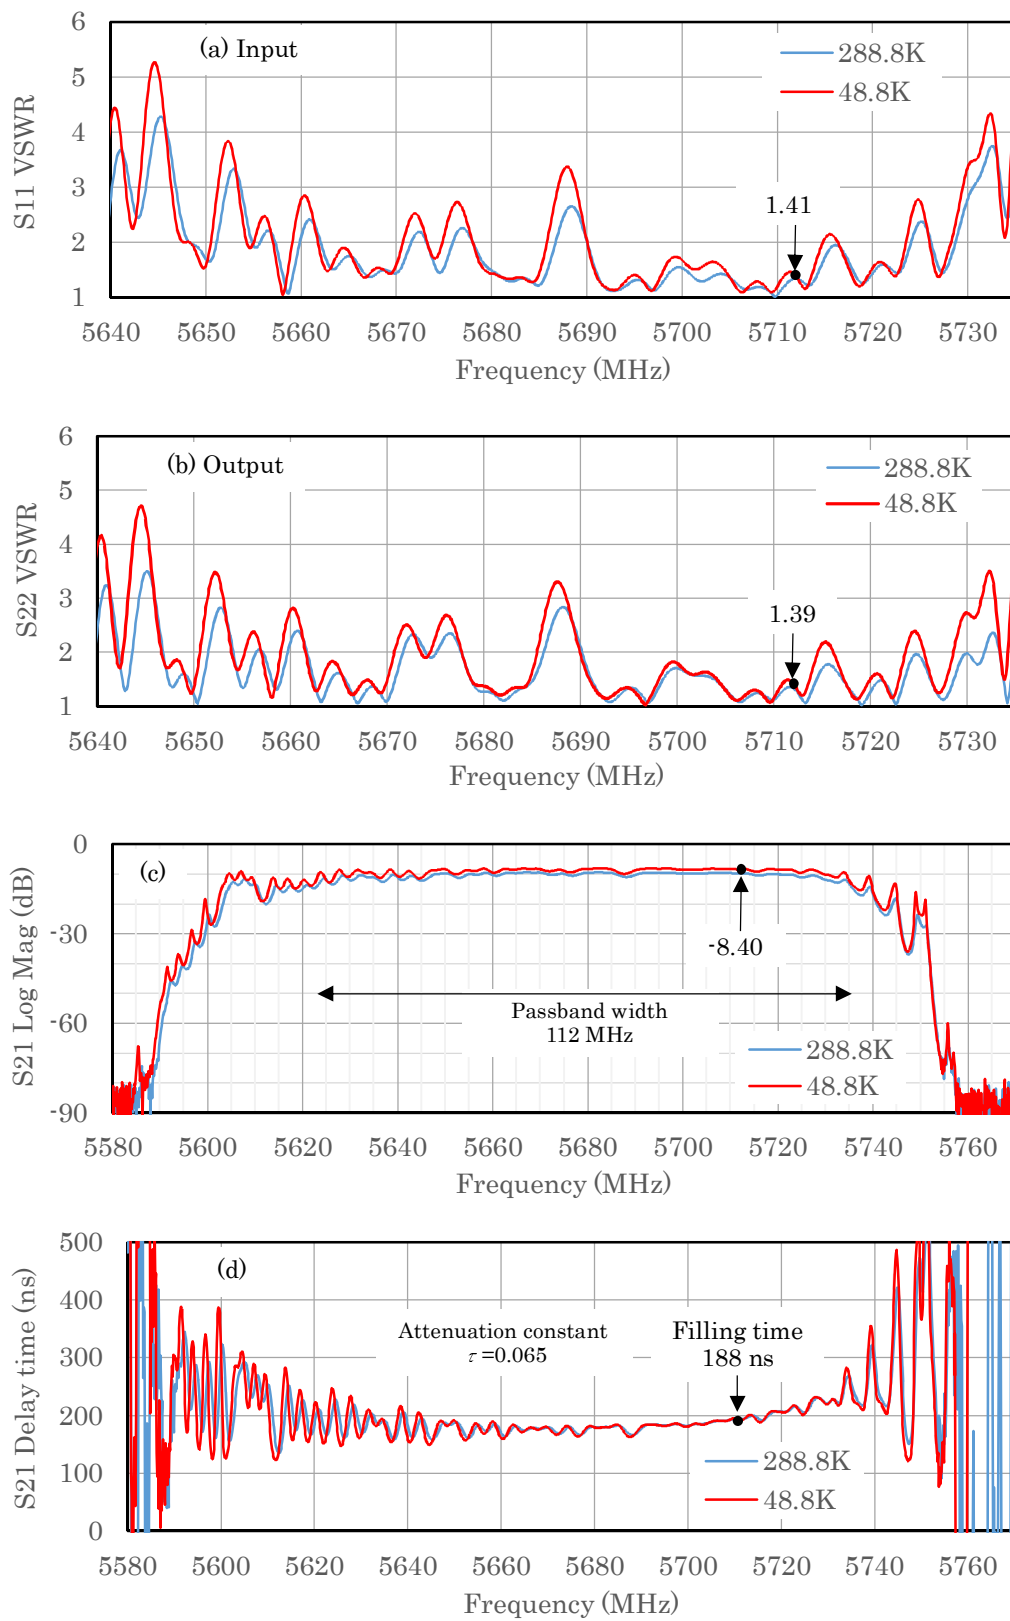 6
5
4
3
2
1
S11 VSWR
(a) Input
288.8K
48.8K
1.41
5640 5650 5660 5670 5680 5690 5700 5710 5720 5730
Frequency (MHz)
6
5
4
3
2
1
S22 VSWR
(b) Output
288.8K
48.8K
1.39
5640 5650 5660 5670 5680 5690 5700 5710 5720 5730
Frequency (MHz)
0
-30
-60
-90
S21 Log Mag (dB)
(c)
-8.40
Passband width
112 MHz
288.8K
48.8K
5580 5600 5620 5640 5660 5680 5700 5720 5740 5760
Frequency (MHz)
500
400
300
200
100
0
S21 Delay time (ns)
(d)
Attenuation constant
τ =0.065
Filling time
188 ns
288.8K
48.8K
5580 5600 5620 5640 5660 5680 5700 5720 5740 5760
Frequency (MHz)